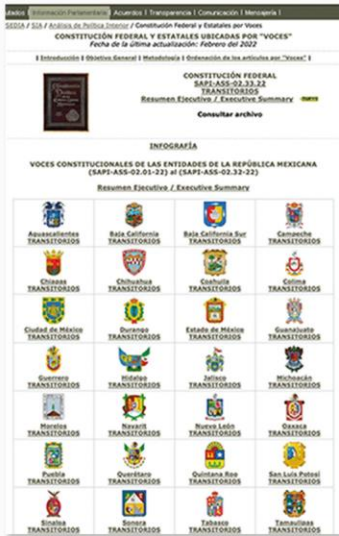 utados | Información Parlamentaria | Acuerdos | Transparencia | Comunicación | Mensajería |
SEDIA / SIA / Análisis de Política Interior / Constitución Federal y Estatales por Voces
CONSTITUCIÓN FEDERAL Y ESTATALES UBICADAS POR "VOCES"
Fecha de la última actualización: Febrero del 2022
| Introducción | Objetivo General | Metodología | Ordenación de los artículos por "Voces" |
CONSTITUCIÓN FEDERAL
SAPI-ASS-02.33.22
TRANSITORIOS
Resumen Ejecutivo / Executive Summary
Consultar archivo
INFOGRAFÍA
VOCES CONSTITUCIONALES DE LAS ENTIDADES DE LA REPÚBLICA MEXICANA
(SAPI-ASS-02.01-22) al (SAPI-ASS-02.32-22)
Resumen Ejecutivo / Executive Summary
Aguascalientes Baja California Baja California Sur Campeche
TRANSITORIOS TRANSITORIOS TRANSITORIOS TRANSITORIOS
Chiapas Chihuahua Coahuila Colima
TRANSITORIOS TRANSITORIOS TRANSITORIOS TRANSITORIOS
Ciudad de México Durango Estado de México Guanajuato
TRANSITORIOS TRANSITORIOS TRANSITORIOS TRANSITORIOS
Guerrero Hidalgo Jalisco Michoacán
TRANSITORIOS TRANSITORIOS TRANSITORIOS TRANSITORIOS
Morelos Nayarit Nuevo León Oaxaca
TRANSITORIOS TRANSITORIOS TRANSITORIOS TRANSITORIOS
Puebla Querétaro Quintana Roo San Luis Potosí
TRANSITORIOS TRANSITORIOS TRANSITORIOS TRANSITORIOS
Sinaloa Sonora Tabasco Tamaulipas
TRANSITORIOS TRANSITORIOS TRANSITORIOS TRANSITORIOS